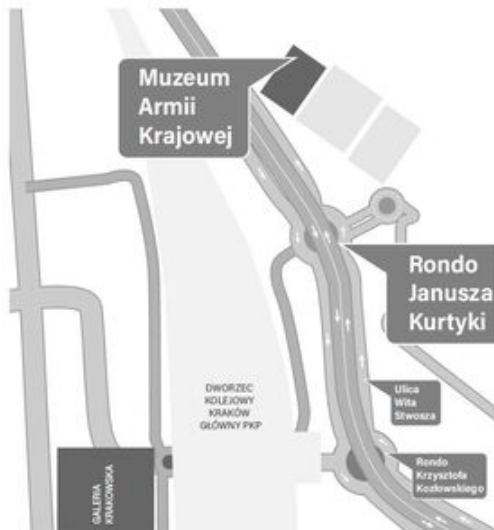 Muzeum
Armii
Krajowej
Rondo
Janusza
Kurtyki
DWORZEC
KOLEJOWY
KRAKÓW
GŁÓWNY PKP
Ulica
Wita
Stwosza
Rondo
Krzysztofa
Kozłowskiego
GALERIA
KRAKOWSKA